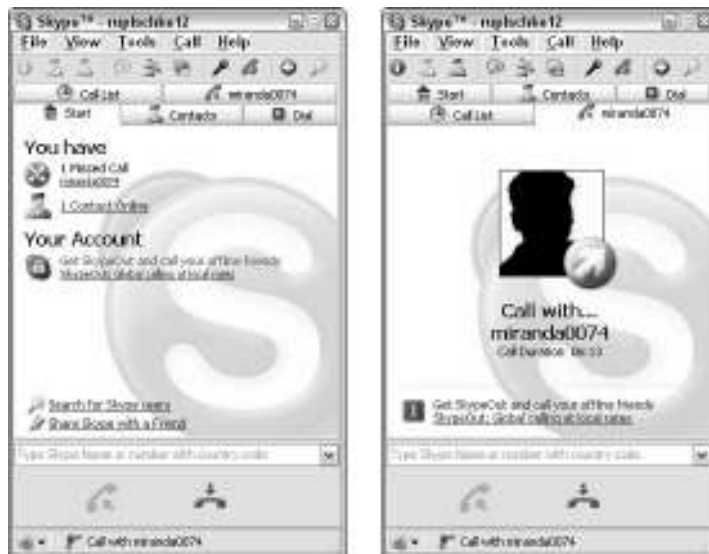 Skype™ -
File View Tools Call Help
Call List miranda0074
Start Contacts Dial
You have
1 Missed Call
miranda0074
1 Contact Online
Your Account
Get SkypeOut and call your offline friends
SkypeOut: Global calling at local rates
Search for Skype users
Share Skype with a Friend
Type Skype Name or number with country code
Call with miranda0074
Skype™ -
File View Tools Call Help
Start Contacts Dial
Call List miranda0074
Call with...
miranda0074
Call Duration
Get SkypeOut and call your offline friends
SkypeOut: Global calling at local rates
Type Skype Name or number with country code
Call with miranda0074